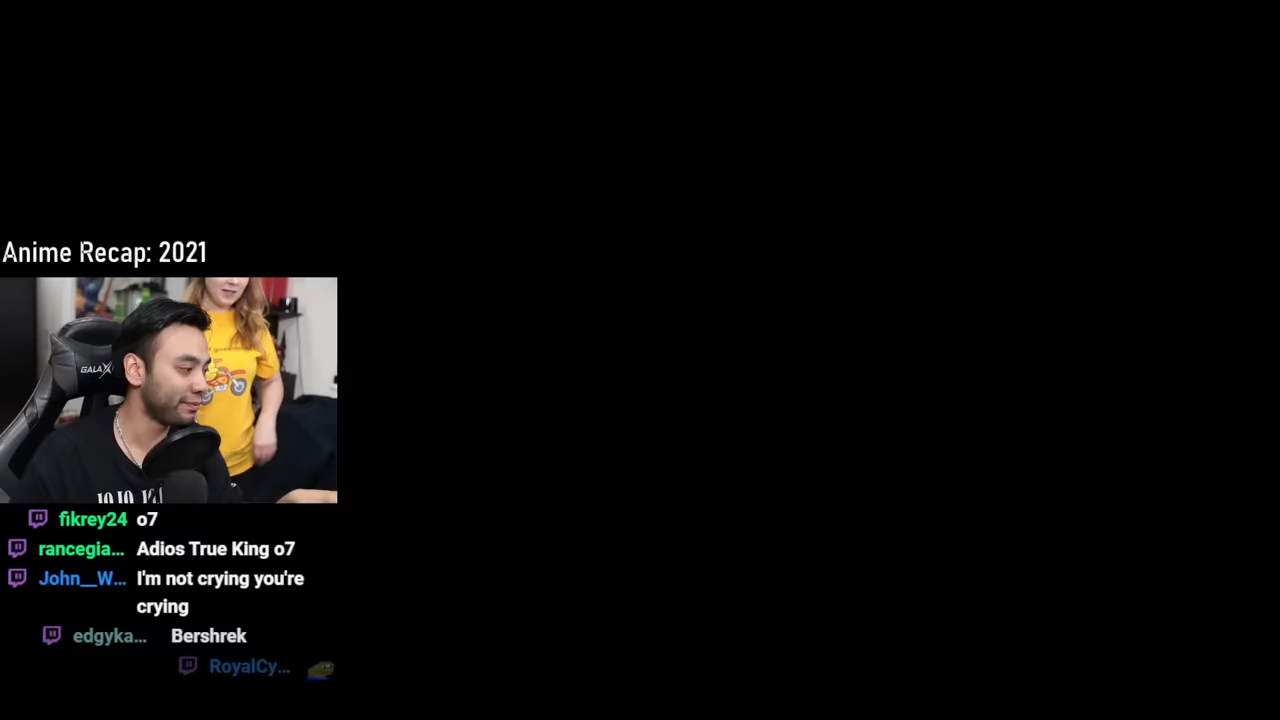 Anime Recap: 2021
GALAX
fikrey24 o7
rancegia... Adios True King o7
John__W... I'm not crying you're
crying
edgyka... Bershrek
RoyalCy...